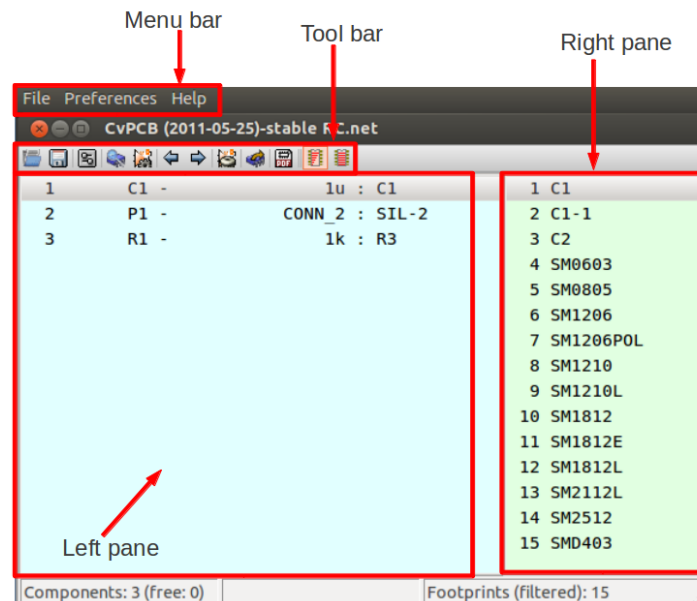 Menu bar
Tool bar
Right pane
File Preferences Help
CvPCB (2011-05-25)-stable RC.net
1 C1 - 1u : C1
2 P1 - CONN_2 : SIL-2
3 R1 - 1k : R3
1 C1
2 C1-1
3 C2
4 SM0603
5 SM0805
6 SM1206
7 SM1206POL
8 SM1210
9 SM1210L
10 SM1812
11 SM1812E
12 SM1812L
13 SM2112L
14 SM2512
15 SMD403
Left pane
Components: 3 (free: 0)
Footprints (filtered): 15